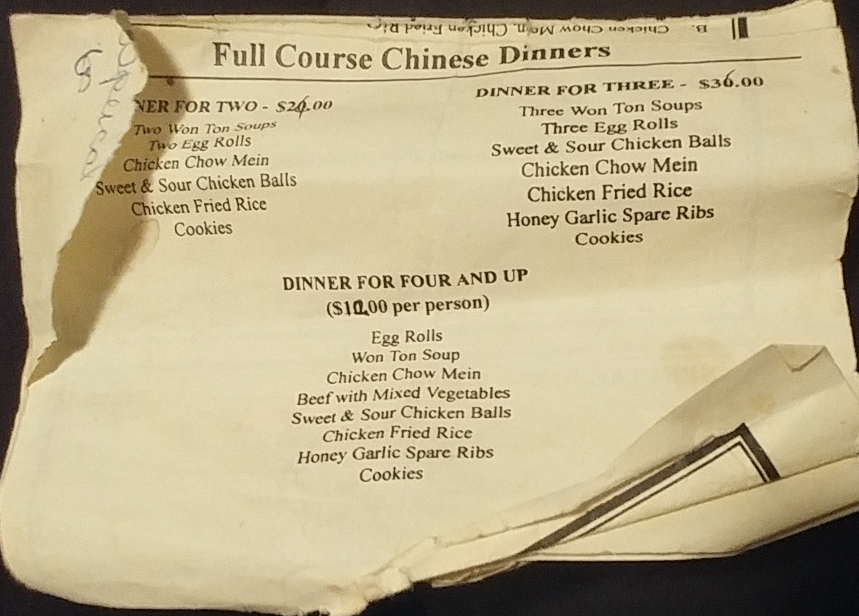 B. Chicken Chow Mein, Chicken Fried Rice
Full Course Chinese Dinners
NER FOR TWO - $26.00
Two Won Ton Soups
Two Egg Rolls
Chicken Chow Mein
Sweet & Sour Chicken Balls
Chicken Fried Rice
Cookies
DINNER FOR THREE - $36.00
Three Won Ton Soups
Three Egg Rolls
Sweet & Sour Chicken Balls
Chicken Chow Mein
Chicken Fried Rice
Honey Garlic Spare Ribs
Cookies
DINNER FOR FOUR AND UP
($12.00 per person)
Egg Rolls
Won Ton Soup
Chicken Chow Mein
Beef with Mixed Vegetables
Sweet & Sour Chicken Balls
Chicken Fried Rice
Honey Garlic Spare Ribs
Cookies